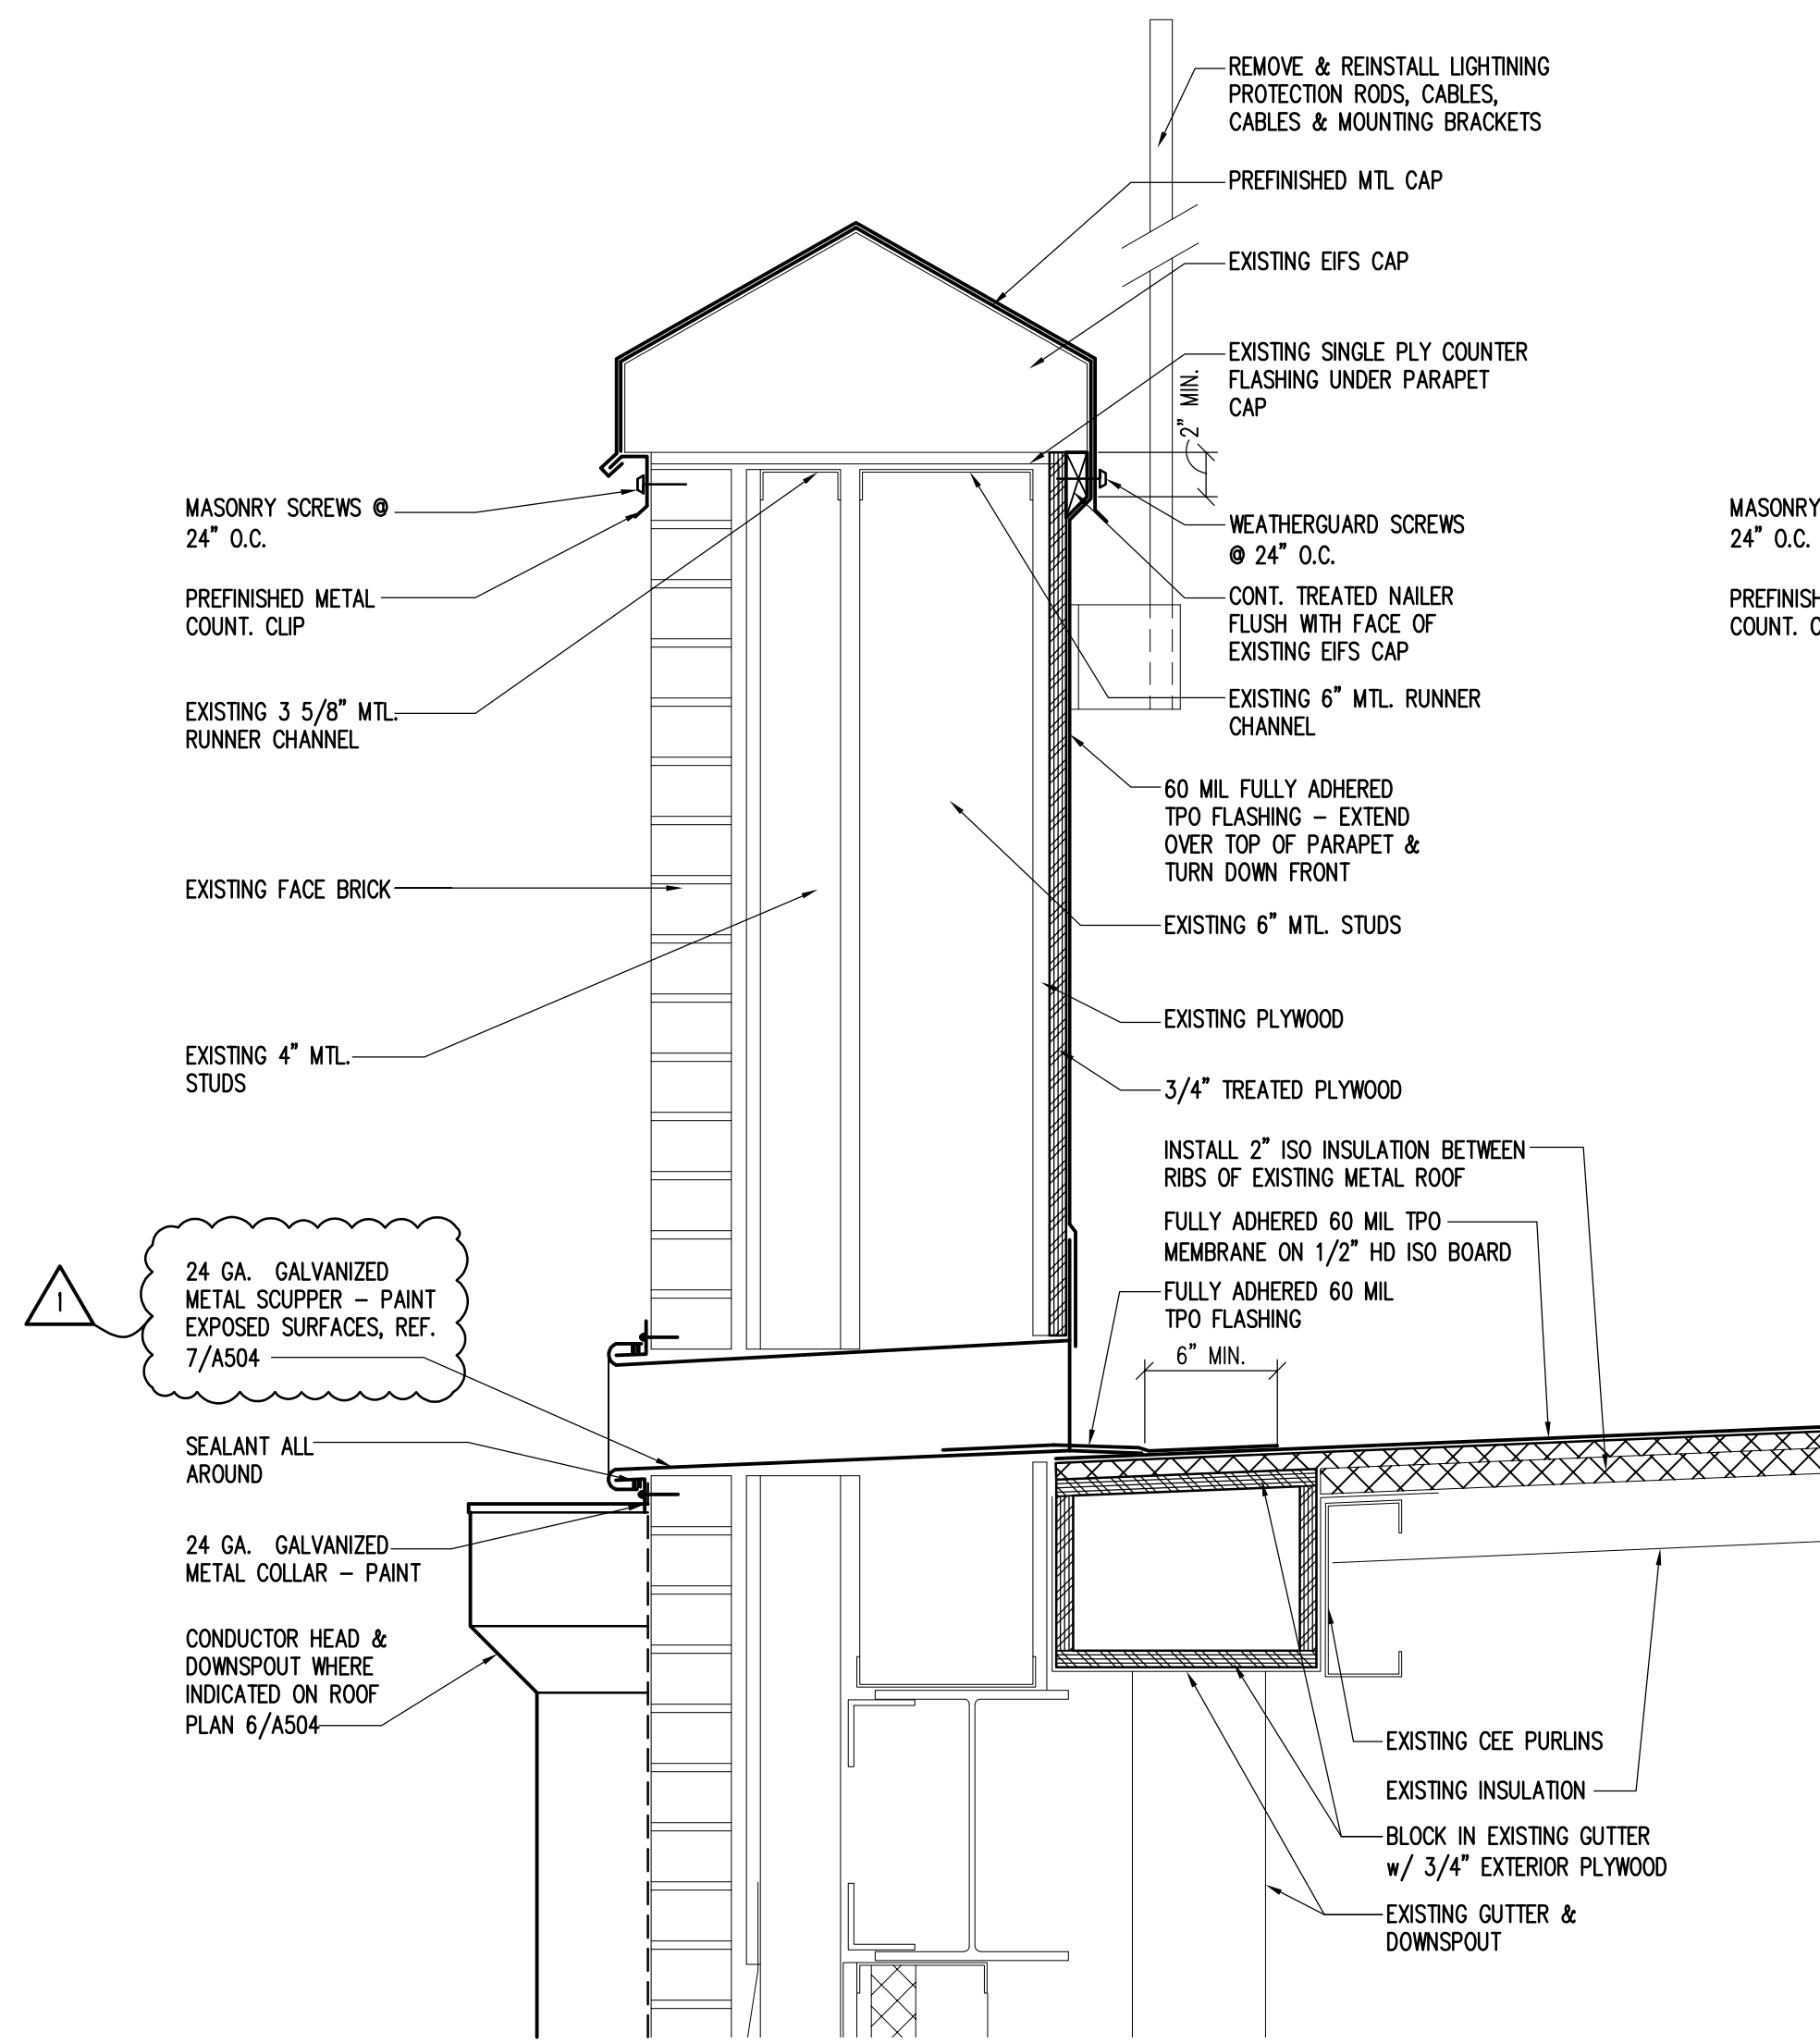 REMOVE & REINSTALL LIGHTINING
PROTECTION RODS, CABLES,
CABLES & MOUNTING BRACKETS
PREFINISHED MTL CAP
EXISTING EIFS CAP
EXISTING SINGLE PLY COUNTER
FLASHING UNDER PARAPET
CAP
2" MIN.
WEATHERGUARD SCREWS
@ 24" O.C.
CONT. TREATED NAILER
FLUSH WITH FACE OF
EXISTING EIFS CAP
EXISTING 6" MTL. RUNNER
CHANNEL
60 MIL FULLY ADHERED
TPO FLASHING – EXTEND
OVER TOP OF PARAPET &
TURN DOWN FRONT
EXISTING 6" MTL. STUDS
EXISTING PLYWOOD
3/4" TREATED PLYWOOD
INSTALL 2" ISO INSULATION BETWEEN
RIBS OF EXISTING METAL ROOF
FULLY ADHERED 60 MIL TPO
MEMBRANE ON 1/2" HD ISO BOARD
FULLY ADHERED 60 MIL
TPO FLASHING
6" MIN.
EXISTING CEE PURLINS
EXISTING INSULATION
BLOCK IN EXISTING GUTTER
w/ 3/4" EXTERIOR PLYWOOD
EXISTING GUTTER &
DOWNSPOUT
MASONRY SCREWS @
24" O.C.
PREFINISHED METAL
COUNT. CLIP
EXISTING 3 5/8" MTL.
RUNNER CHANNEL
EXISTING FACE BRICK
EXISTING 4" MTL.
STUDS
1
24 GA. GALVANIZED
METAL SCUPPER – PAINT
EXPOSED SURFACES, REF.
7/A504
SEALANT ALL
AROUND
24 GA. GALVANIZED
METAL COLLAR – PAINT
CONDUCTOR HEAD &
DOWNSPOUT WHERE
INDICATED ON ROOF
PLAN 6/A504
MASONRY
24" O.C.
PREFINISH
COUNT. C